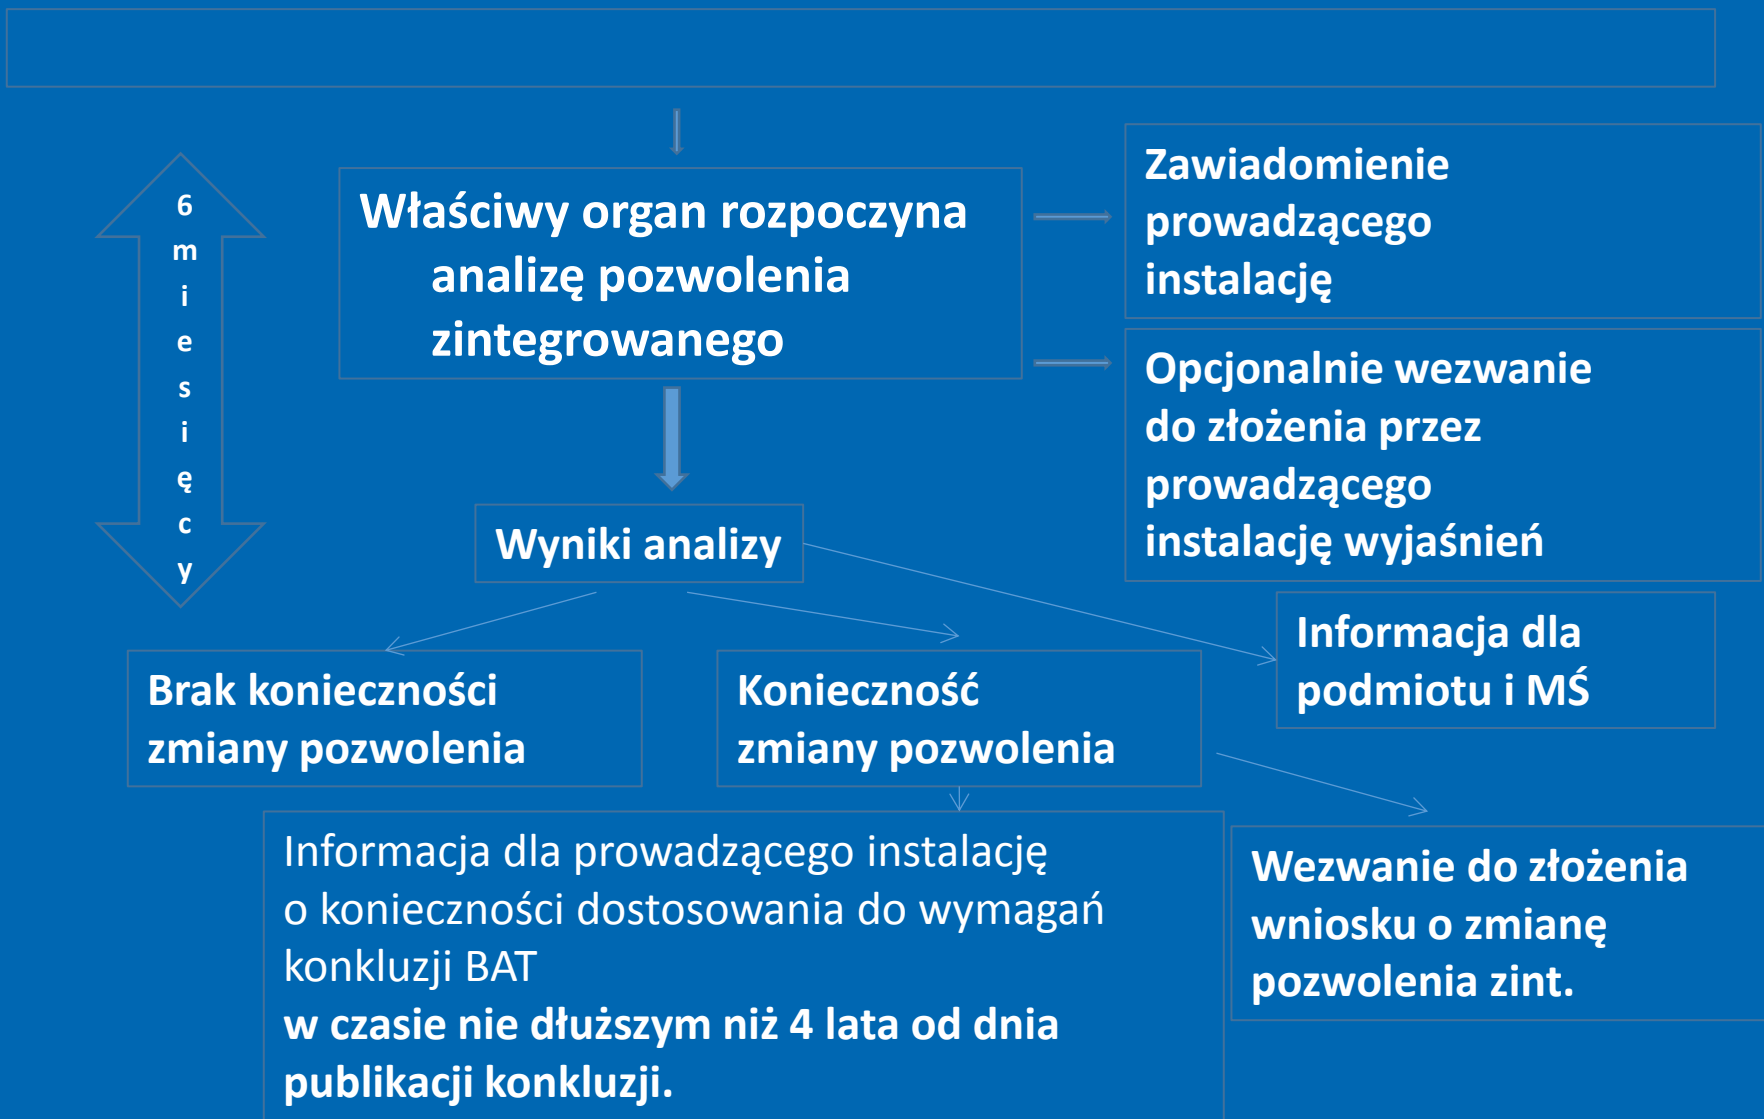 6
m
i
e
s
i
ę
c
y
Właściwy organ rozpoczyna
analizę pozwolenia
zintegrowanego
Zawiadomienie
prowadzącego
instalację
Opcjonalnie wezwanie
do złożenia przez
prowadzącego
instalację wyjaśnień
Wyniki analizy
Informacja dla
podmiotu i MŚ
Brak konieczności
zmiany pozwolenia
Konieczność
zmiany pozwolenia
Informacja dla prowadzącego instalację
o konieczności dostosowania do wymagań
konkluzji BAT
w czasie nie dłuższym niż 4 lata od dnia
publikacji konkluzji.
Wezwanie do złożenia
wniosku o zmianę
pozwolenia zint.